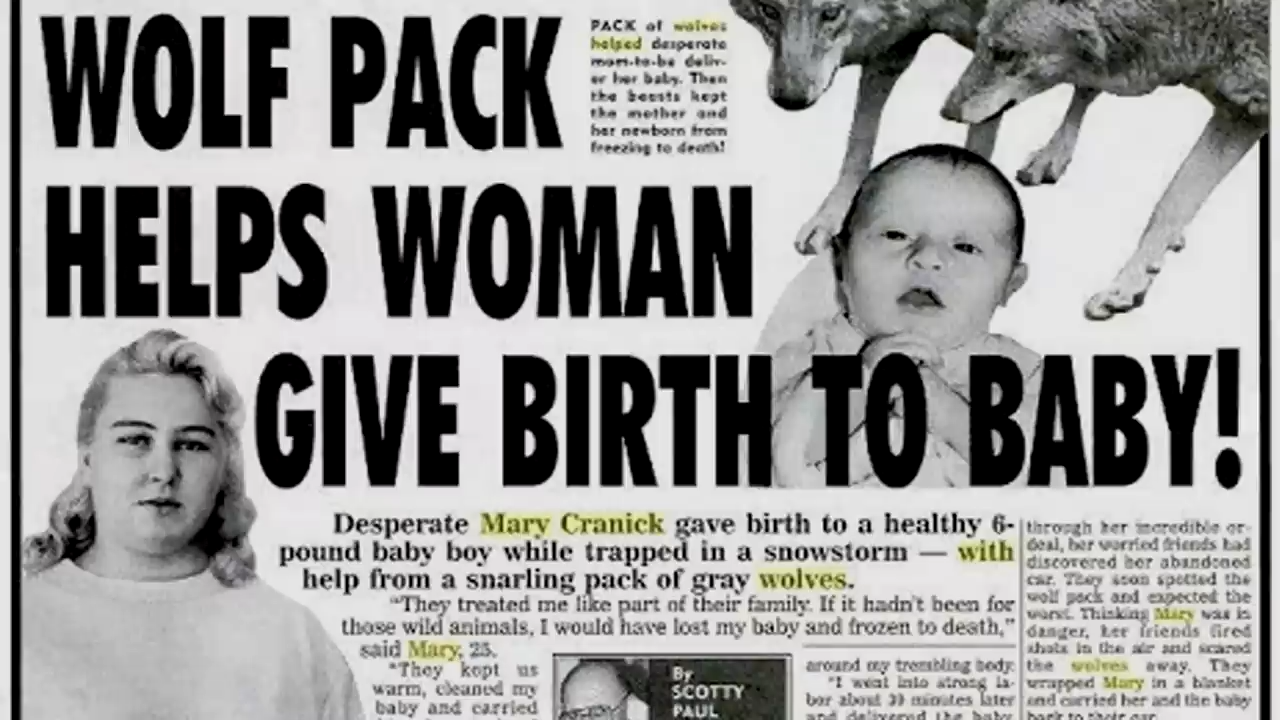 WOLF PACK
HELPS WOMAN
GIVE BIRTH TO BABY!
PACK of wolves
helped desperate
mom-to-be deliv-
er her baby. Then
the beasts kept
the mother and
her newborn from
freezing to death!
Desperate Mary Cranick gave birth to a healthy 6-
pound baby boy while trapped in a snowstorm — with
help from a snarling pack of gray wolves.
"They treated me like part of their family. If it hadn't been for
those wild animals, I would have lost my baby and frozen to death,"
said Mary, 25.
"They kept us
warm, cleaned my
baby and carried
By
SCOTTY
PAUL
around my trembling body.
"I went into strong la-
bor about 30 minutes later
and delivered the baby
through her incredible or-
deal, her worried friends had
discovered her abandoned
car. They soon spotted the
wolf pack and expected the
worst. Thinking Mary was in
danger, her friends fired
shots in the air and scared
the wolves away. They
wrapped Mary in a blanket
and carried her and the baby
back to their car.